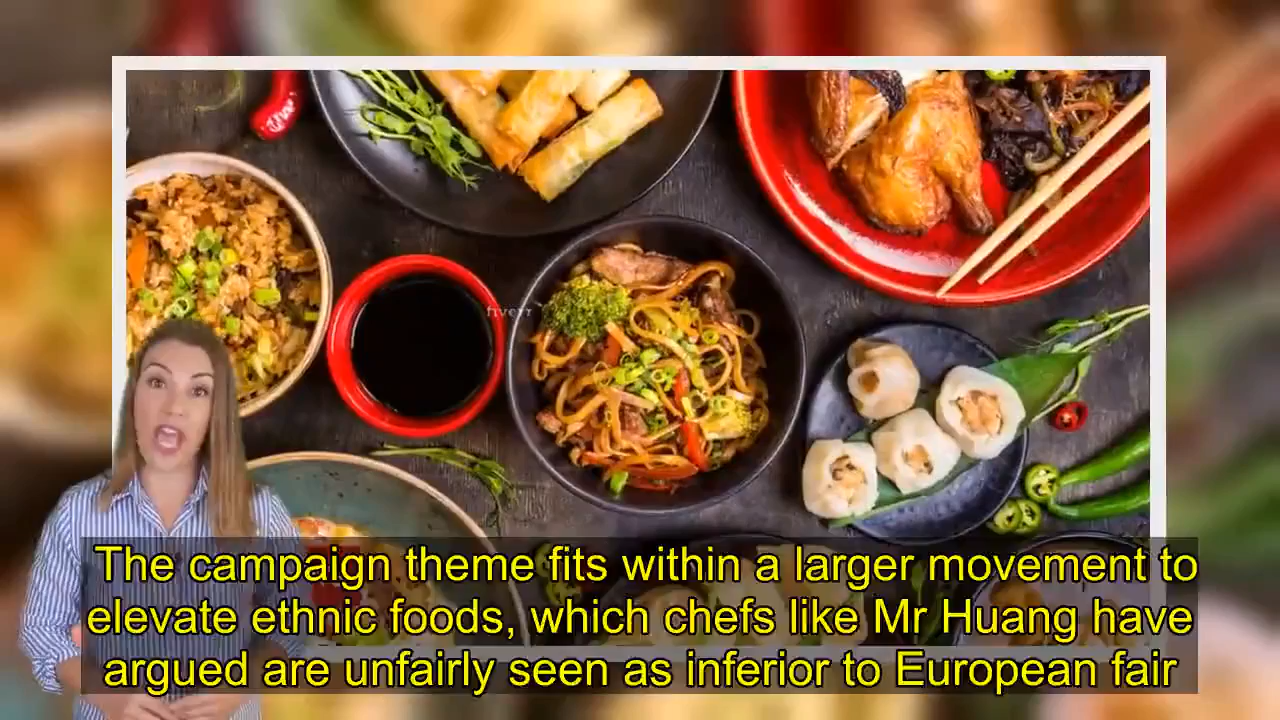 fiverr
The campaign theme fits within a larger movement to
elevate ethnic foods, which chefs like Mr Huang have
argued are unfairly seen as inferior to European fair